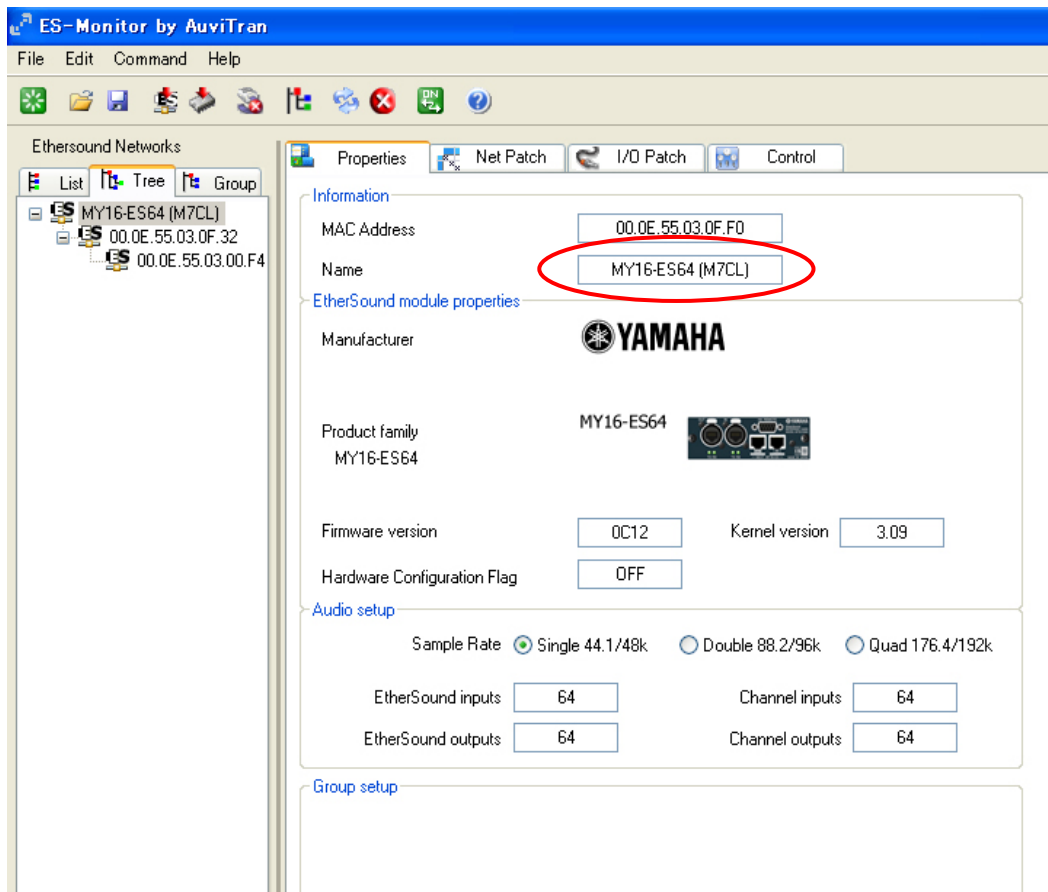 ES-Monitor by AuviTran
File Edit Command Help
Ethersound Networks
List Tree Group
MY16-ES64 (M7CL)
00.0E.55.03.0F.32
00.0E.55.03.00.F4
Properties Net Patch I/O Patch Control
Information
MAC Address 00.0E.55.03.0F.F0
Name MY16-ES64 (M7CL)
EtherSound module properties
Manufacturer YAMAHA
MY16-ES64
Product family
MY16-ES64
Firmware version 0C12 Kernel version 3.09
Hardware Configuration Flag OFF
Audio setup
Sample Rate Single 44.1/48k Double 88.2/96k Quad 176.4/192k
EtherSound inputs 64 Channel inputs 64
EtherSound outputs 64 Channel outputs 64
Group setup